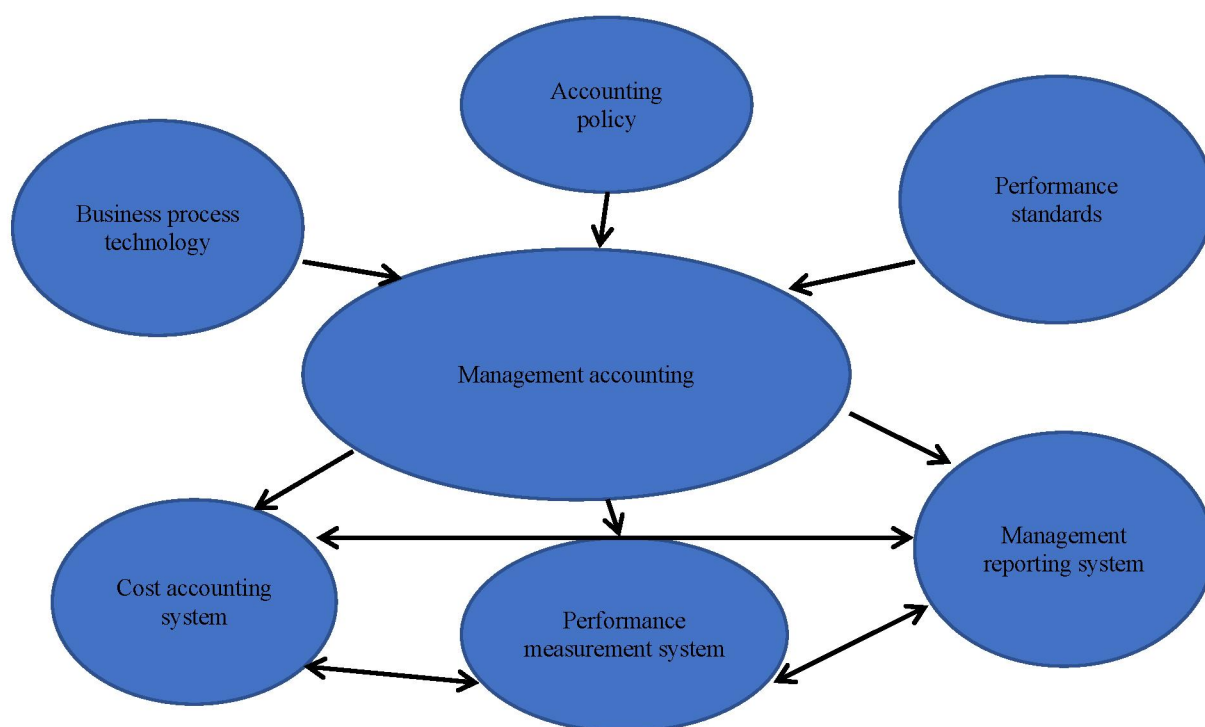 Accounting
policy
Business process
technology
Performance
standards
Management accounting
Cost accounting
system
Performance
measurement system
Management
reporting system